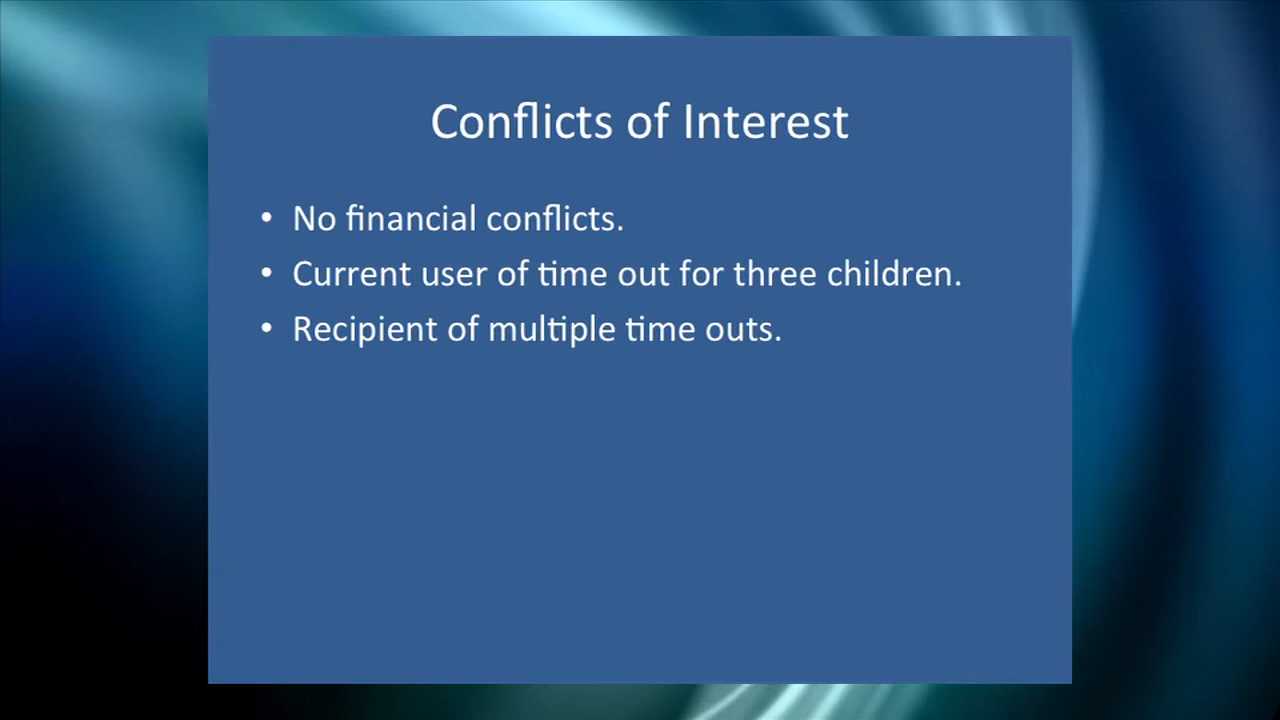 Conflicts of Interest
• No financial conflicts.
• Current user of time out for three children.
• Recipient of multiple time outs.